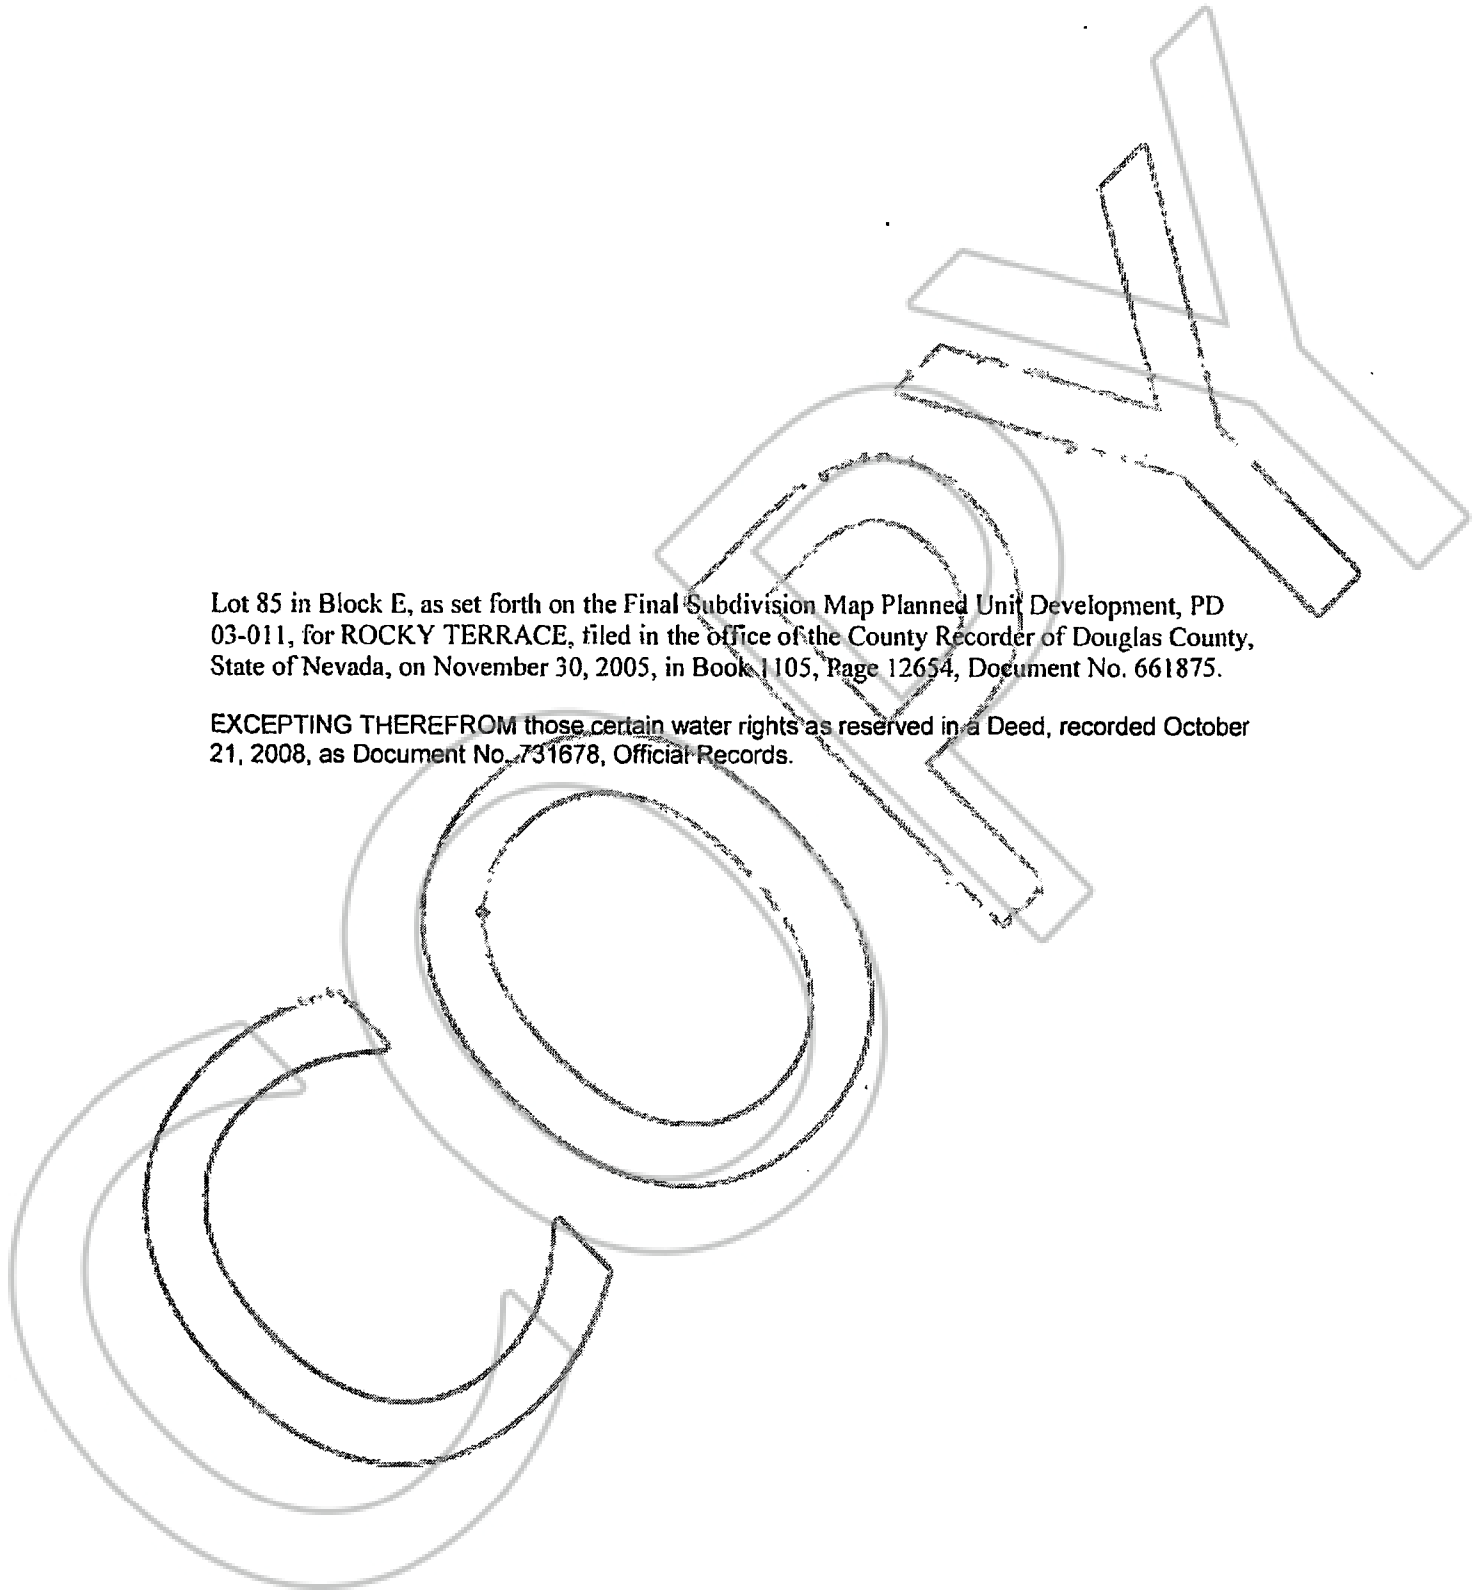 Lot 85 in Block E, as set forth on the Final Subdivision Map Planned Unit Development, PD
03-011, for ROCKY TERRACE, filed in the office of the County Recorder of Douglas County,
State of Nevada, on November 30, 2005, in Book 1105, Page 12654, Document No. 661875.
EXCEPTING THEREFROM those certain water rights as reserved in a Deed, recorded October
21, 2008, as Document No. 731678, Official Records.
COPY
COPY